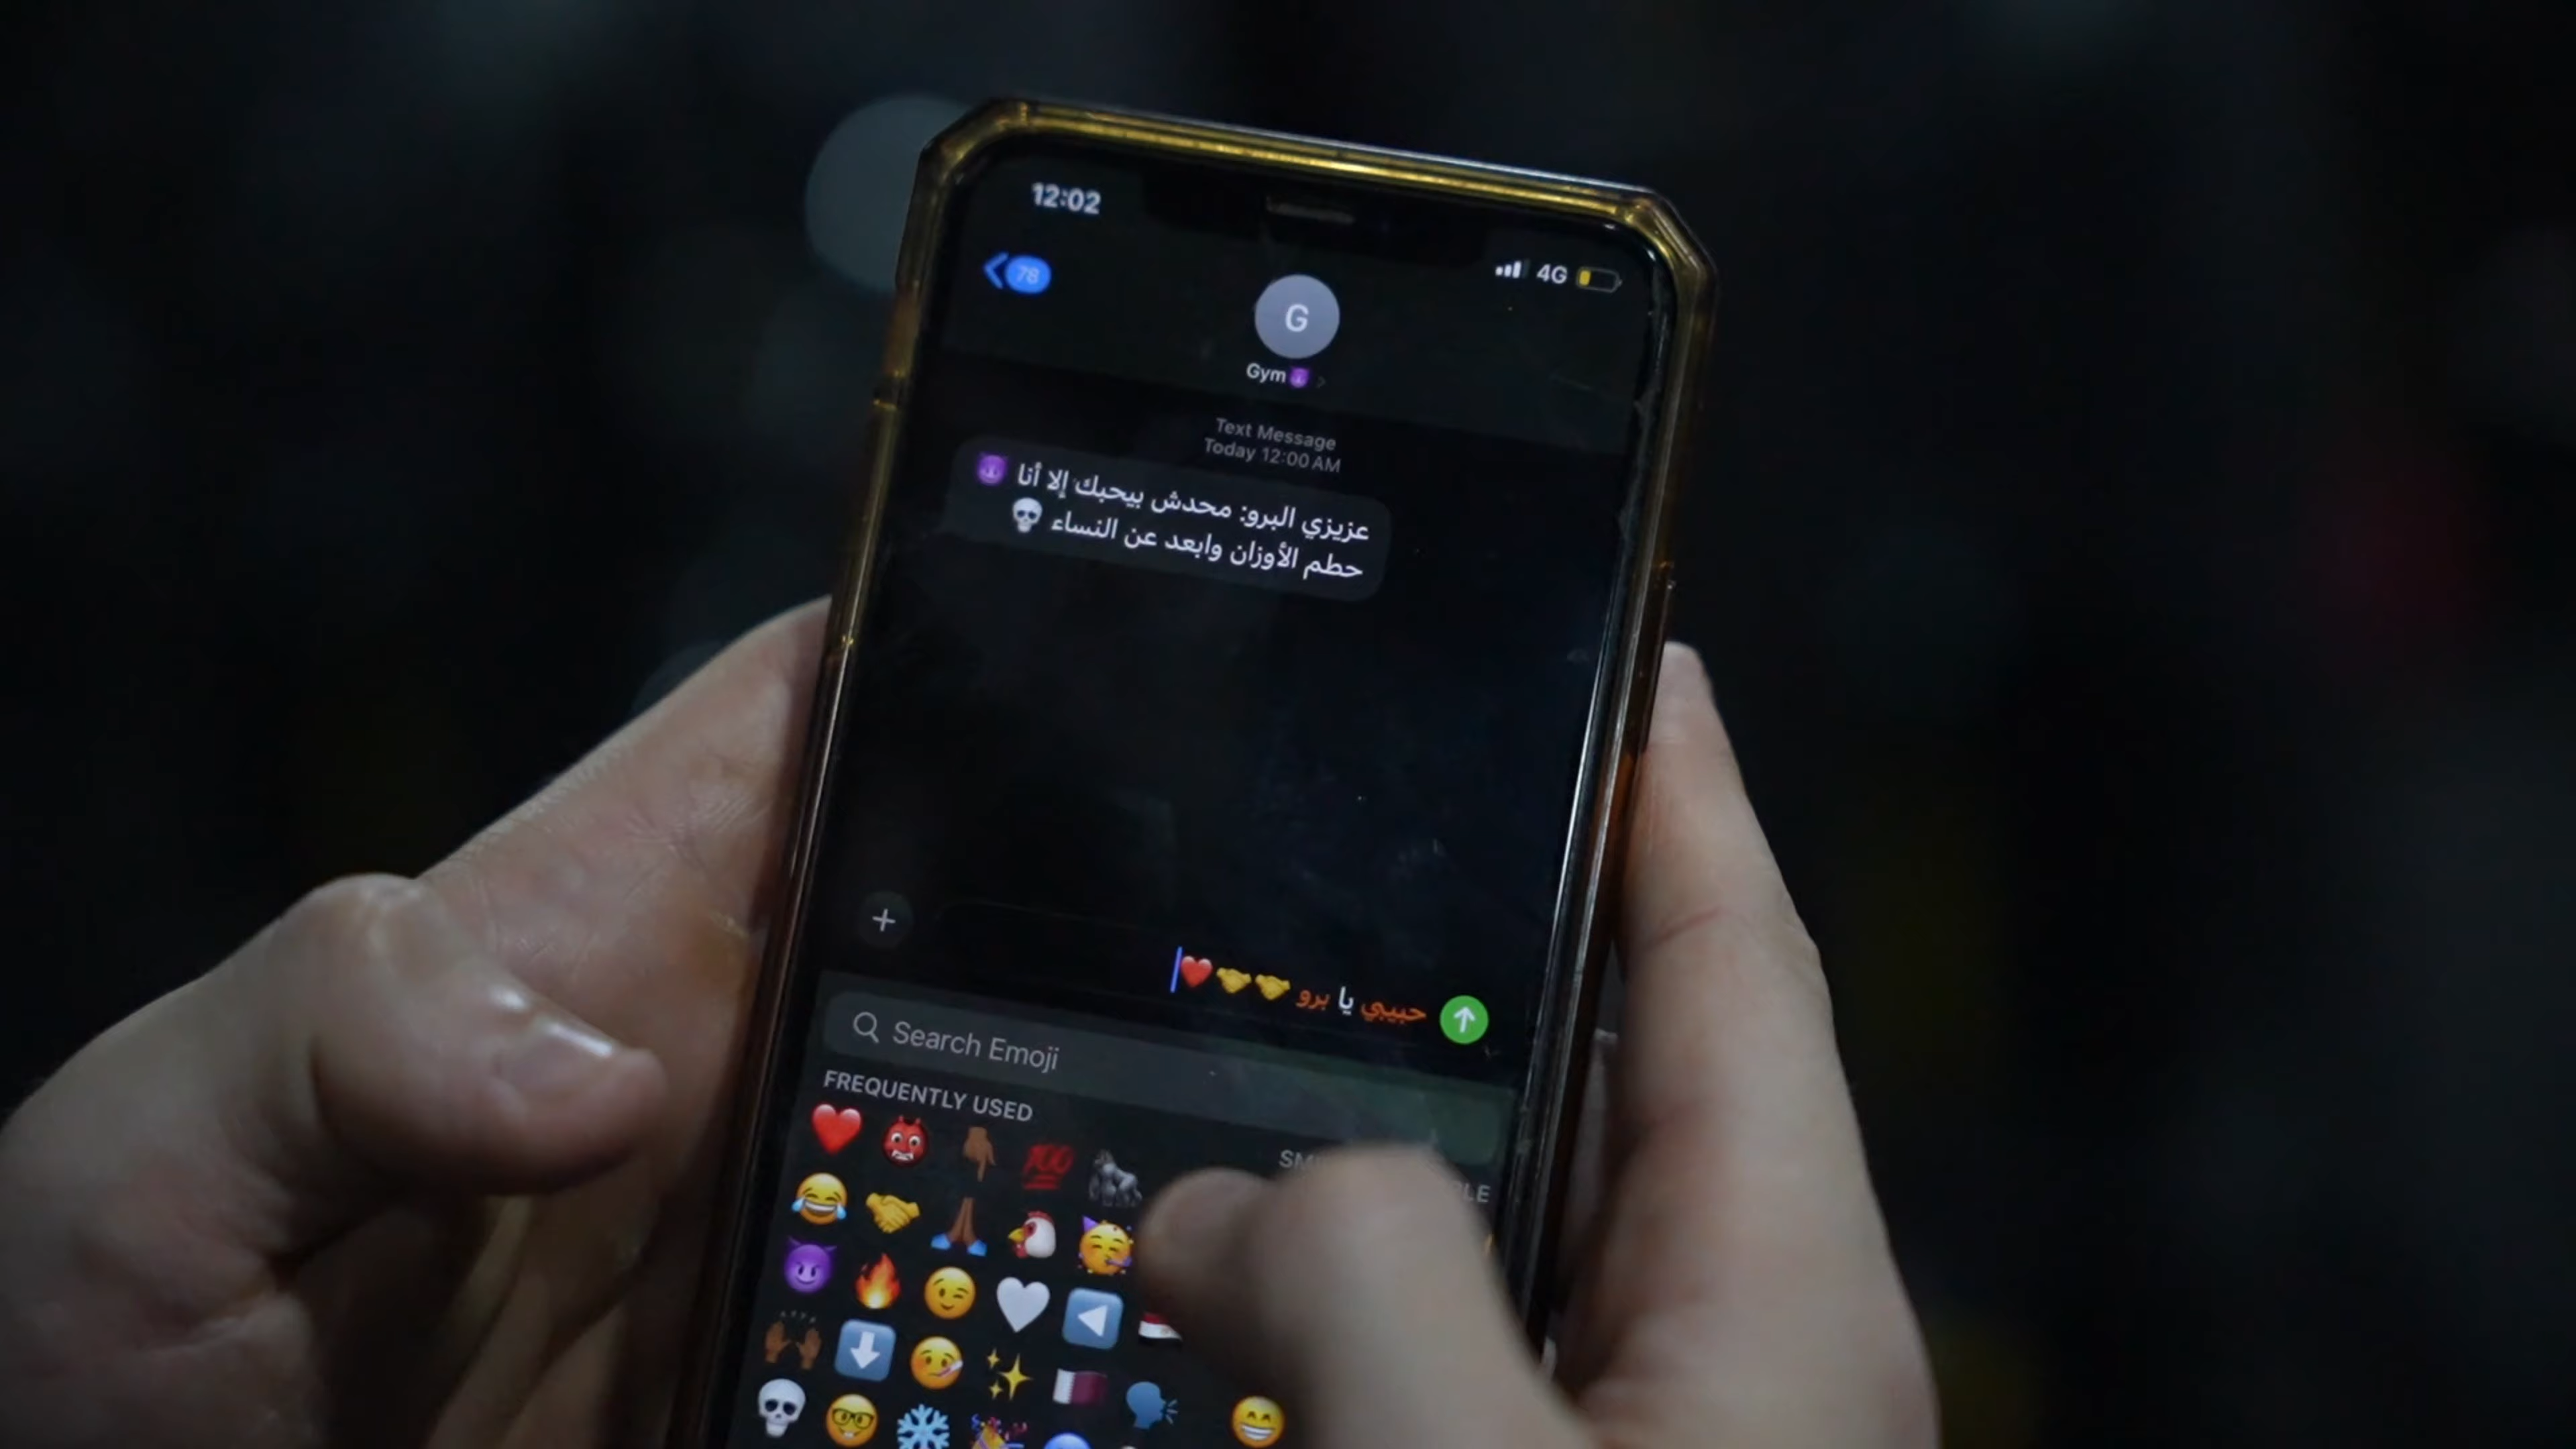 12:02
4G
78
G
Gym😈 >
Text Message
Today 12:00 AM
عزيزي البرو: محدش بيحبك إلا أنا 😈
حطم الأوزان وابعد عن النساء 💀
حبيبي يا برو 🤝🤝❤️
Search Emoji
FREQUENTLY USED